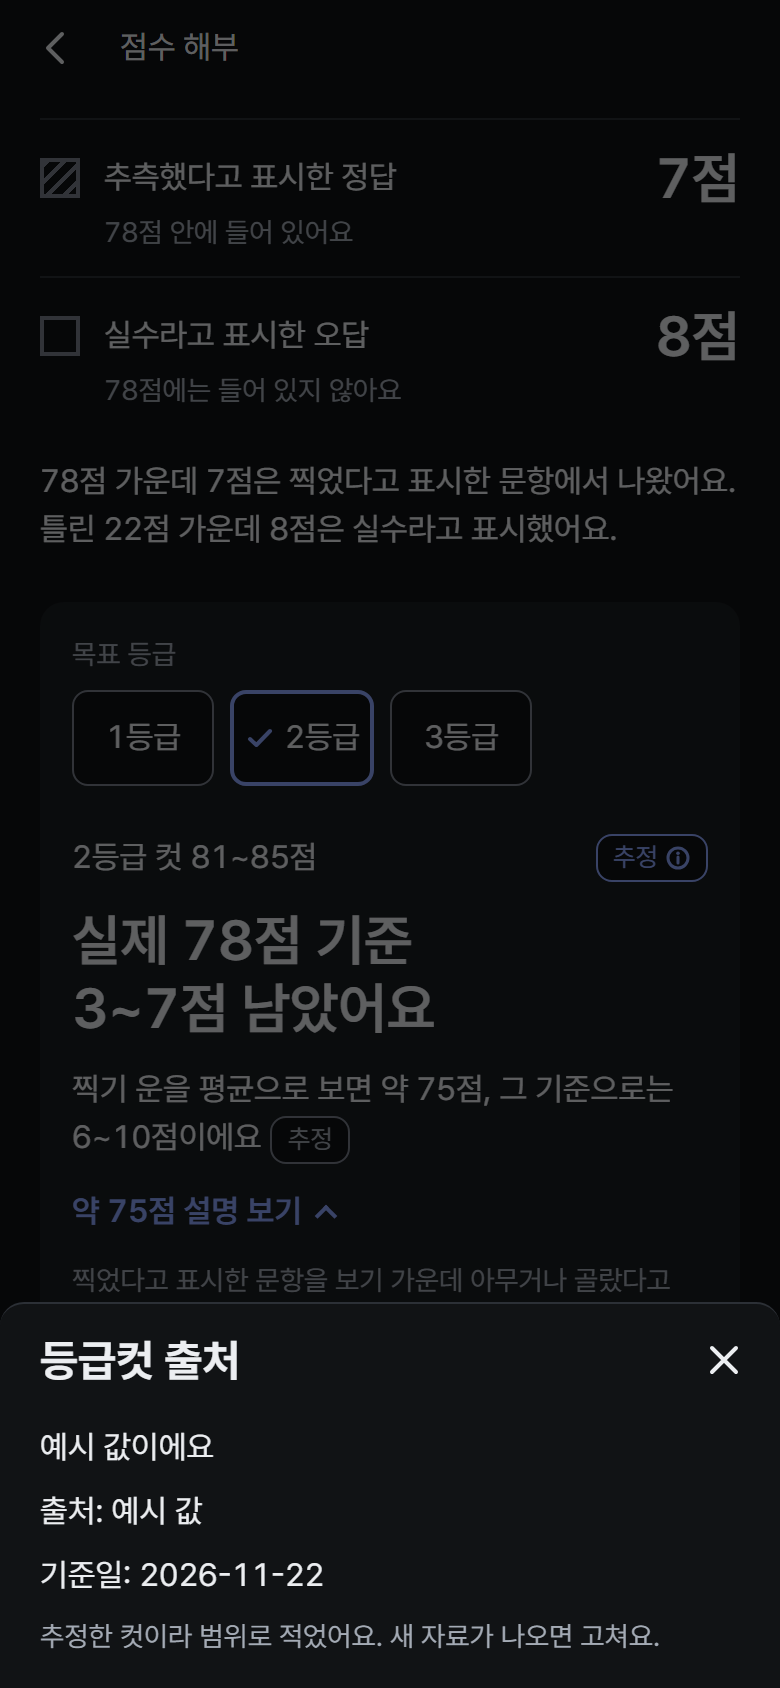 점수 해부
추측했다고 표시한 정답
7점
78점 안에 들어 있어요
실수라고 표시한 오답
8점
78점에는 들어 있지 않아요
78점 가운데 7점은 찍었다고 표시한 문항에서 나왔어요.
틀린 22점 가운데 8점은 실수라고 표시했어요.
목표 등급
1등급
2등급
3등급
2등급 컷 81~85점
추정
실제 78점 기준
3~7점 남았어요
찍기 운을 평균으로 보면 약 75점, 그 기준으로는
6~10점이에요 추정
약 75점 설명 보기
찍었다고 표시한 문항을 보기 가운데 아무거나 골랐다고
등급컷 출처
예시 값이에요
출처: 예시 값
기준일: 2026-11-22
추정한 컷이라 범위로 적었어요. 새 자료가 나오면 고쳐요.